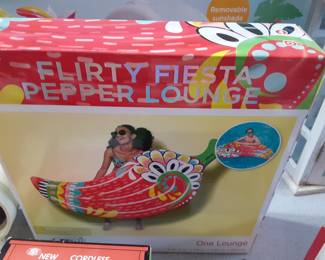 Removable
sunshade
FLIRTY FIESTA
PEPPER LOUNGE
One Lounge
NEW CORDLESS